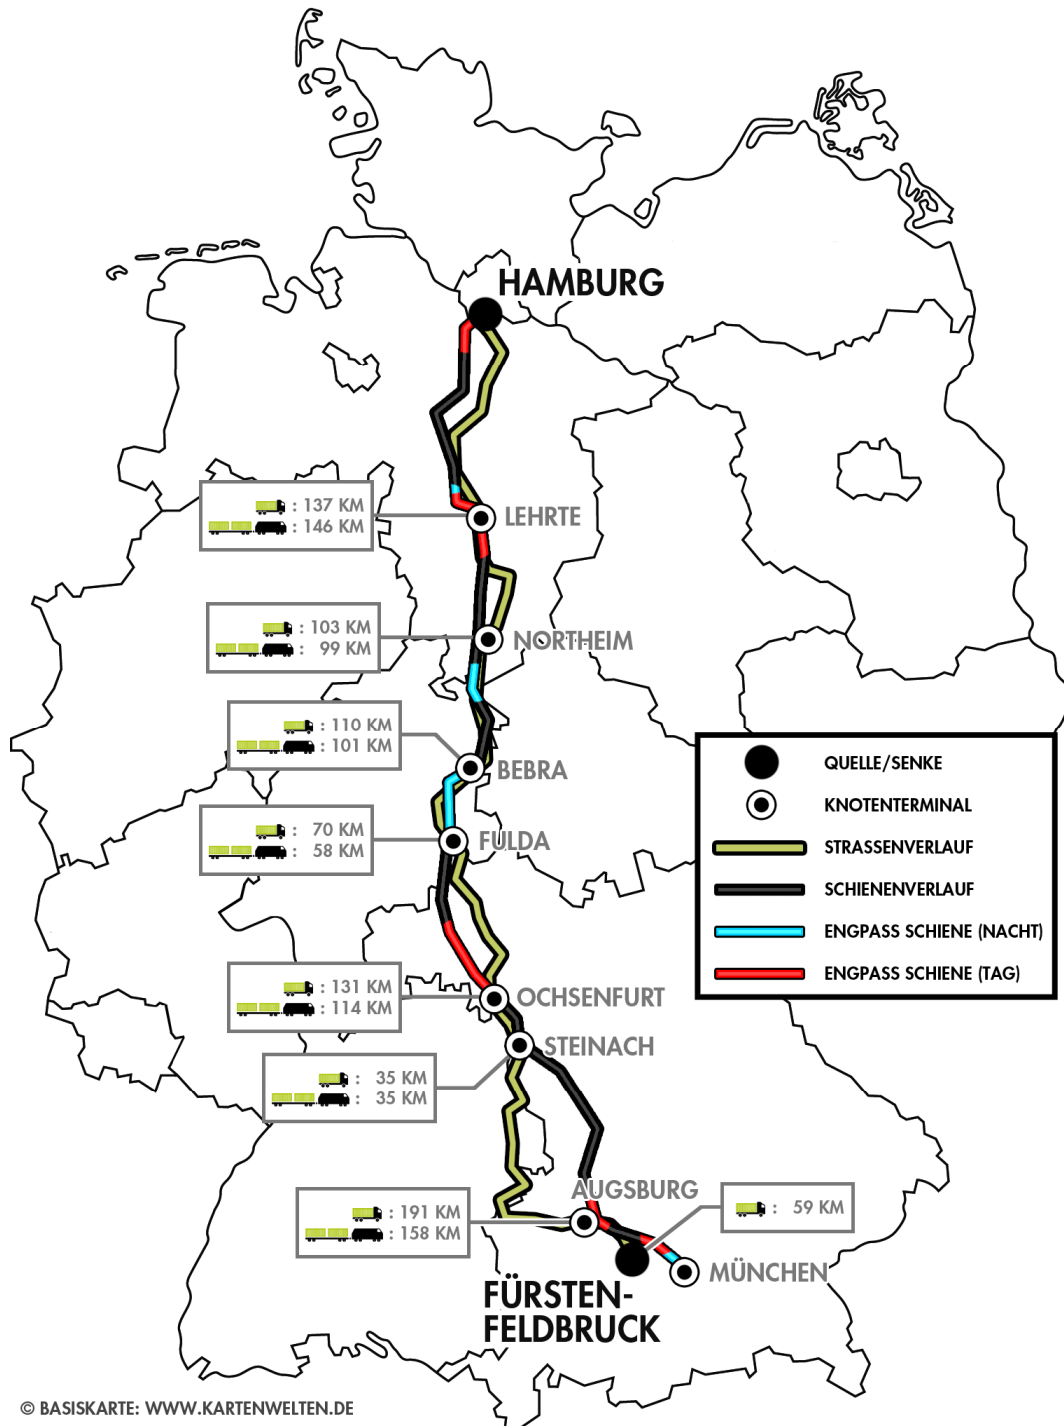 HAMBURG
: 137 KM
: 146 KM
LEHRTE
: 103 KM
: 99 KM
NORTHEIM
: 110 KM
: 101 KM
BEBRA
: 70 KM
: 58 KM
FULDA
QUELLE/SENKE
KNOTENTERMINAL
STRASSENVERLAUF
SCHIENENVERLAUF
ENGPASS SCHIENE (NACHT)
ENGPASS SCHIENE (TAG)
: 131 KM
: 114 KM
OCHSENFURT
STEINACH
: 35 KM
: 35 KM
AUGSBURG
: 191 KM
: 158 KM
: 59 KM
MÜNCHEN
FÜRSTEN-
FELDBRUCK
© BASISKARTE: WWW.KARTENWELTEN.DE